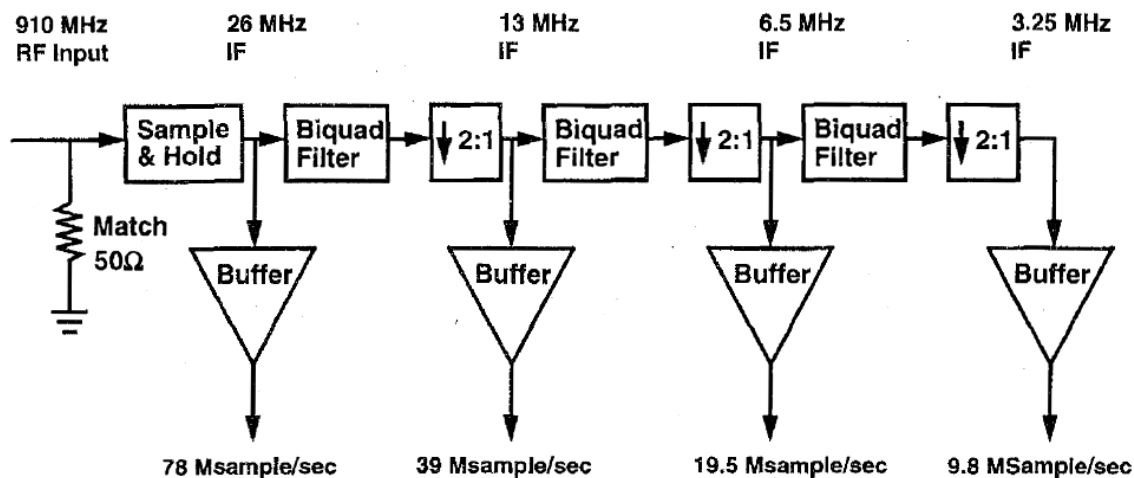 910 MHz
RF Input
26 MHz
IF
13 MHz
IF
6.5 MHz
IF
3.25 MHz
IF
Sample
& Hold
Biquad
Filter
2:1
Biquad
Filter
2:1
Biquad
Filter
2:1
Match
50Ω
Buffer
Buffer
Buffer
Buffer
78 Msample/sec
39 Msample/sec
19.5 Msample/sec
9.8 MSample/sec